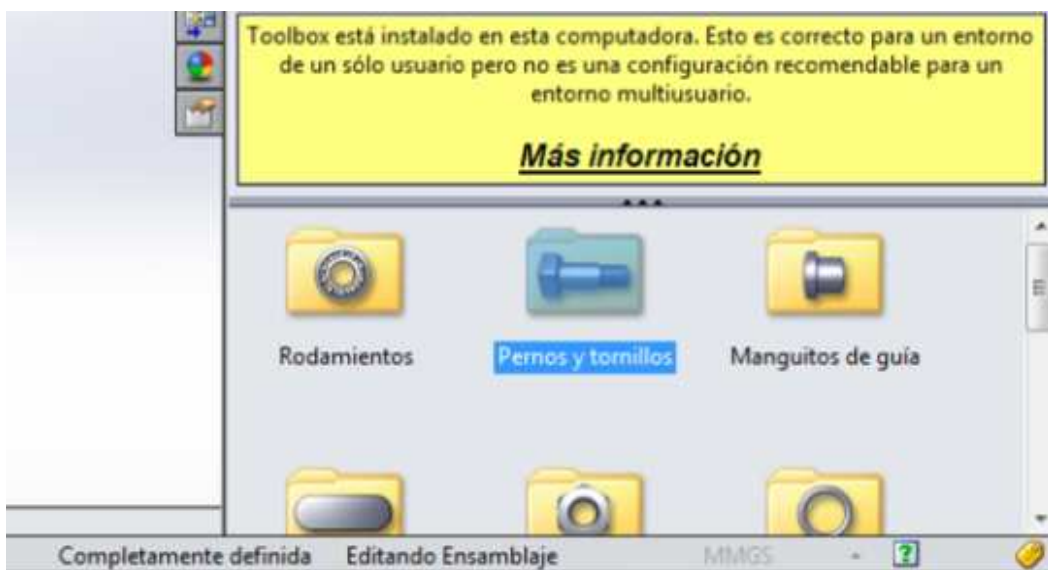 Toolbox está instalado en esta computadora. Esto es correcto para un entorno
de un sólo usuario pero no es una configuración recomendable para un
entorno multiusuario.
Más información
Rodamientos
Pernos y tornillos
Manguitos de guía
Completamente definida
Editando Ensamblaje
MMGS